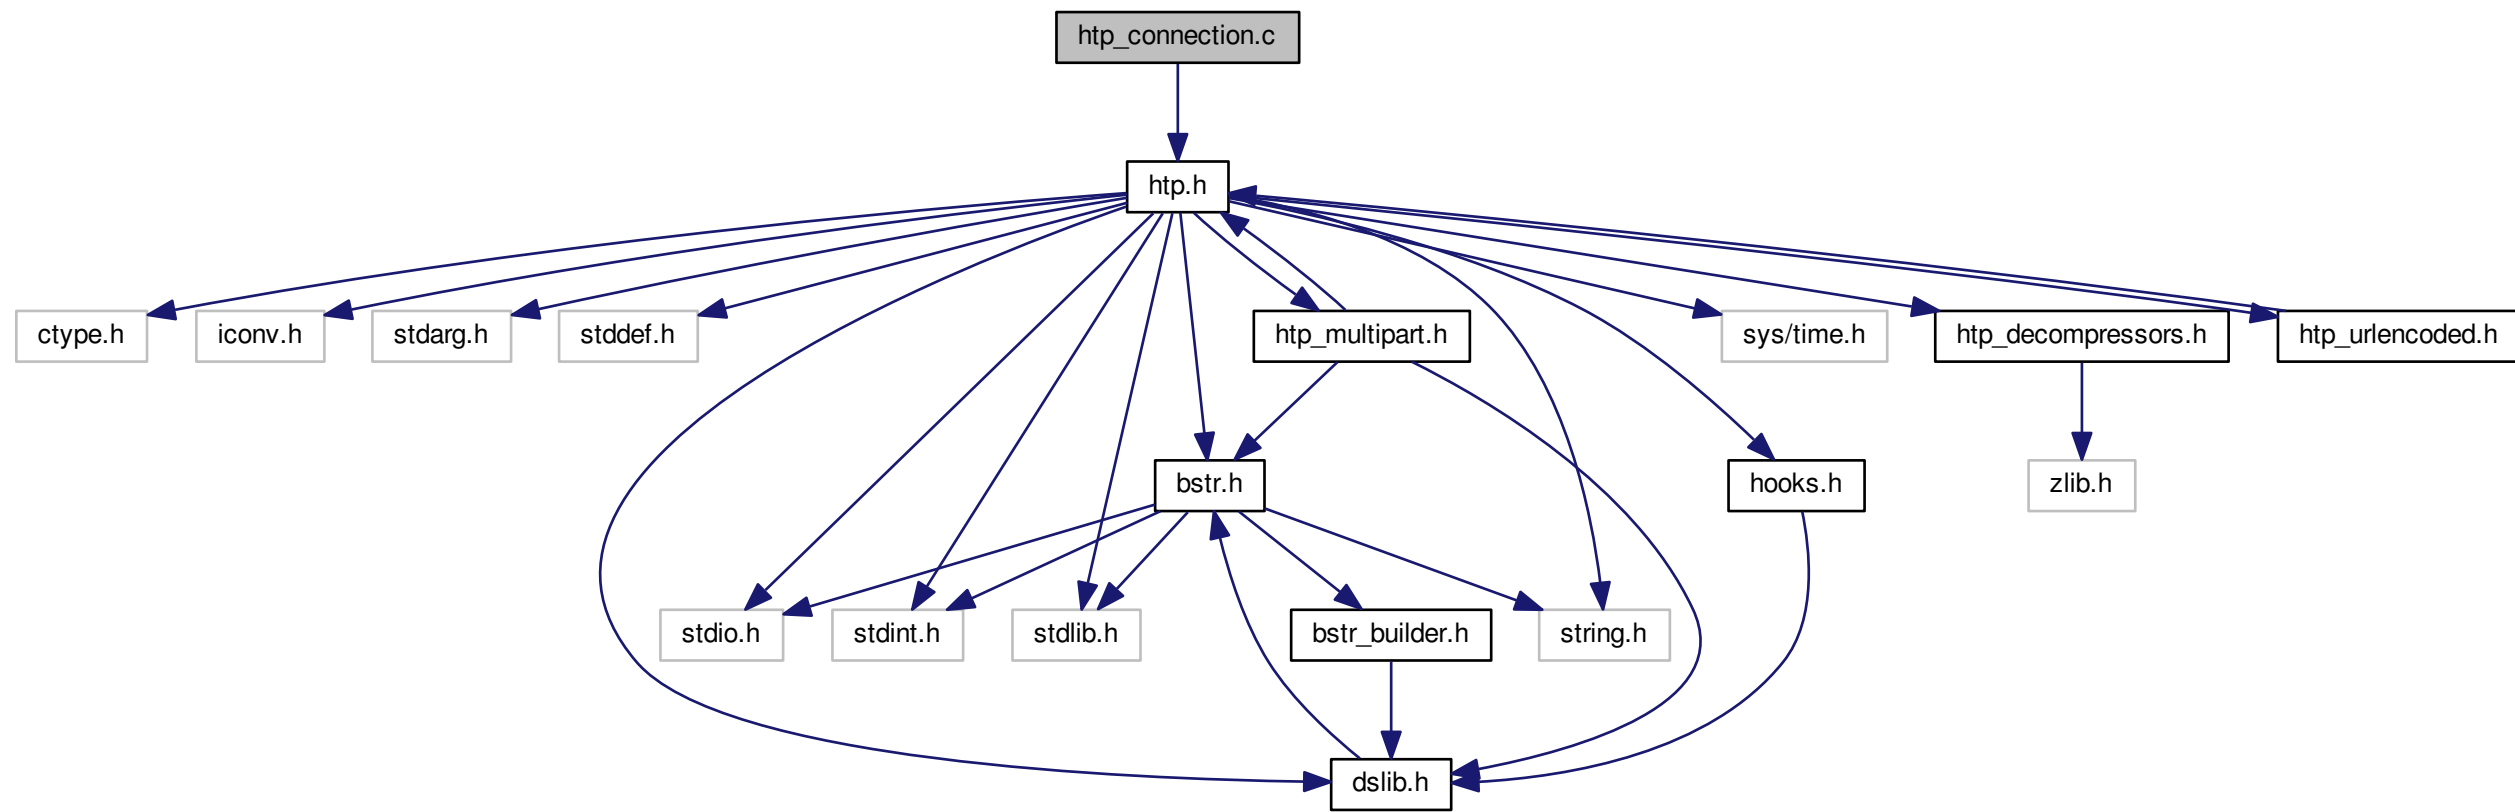 htp_connection.c
htp.h
ctype.h
iconv.h
stdarg.h
stddef.h
htp_multipart.h
sys/time.h
htp_decompressors.h
htp_urlencoded.h
bstr.h
hooks.h
zlib.h
stdio.h
stdint.h
stdlib.h
bstr_builder.h
string.h
dslib.h